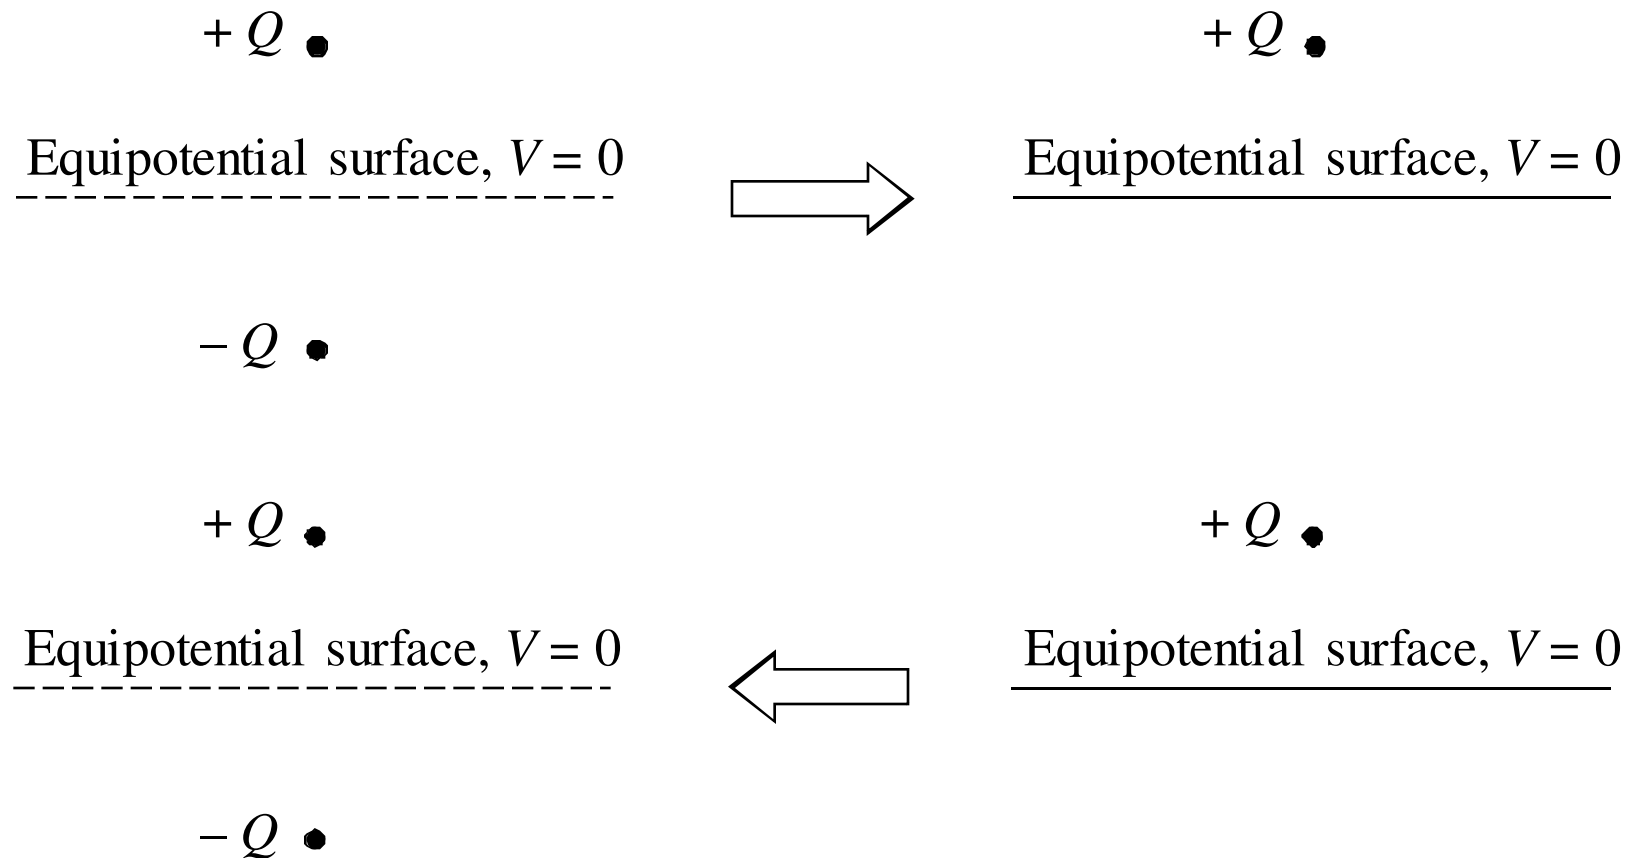 + Q
+ Q
Equipotential surface, V = 0
Equipotential surface, V = 0
– Q
+ Q
+ Q
Equipotential surface, V = 0
Equipotential surface, V = 0
– Q